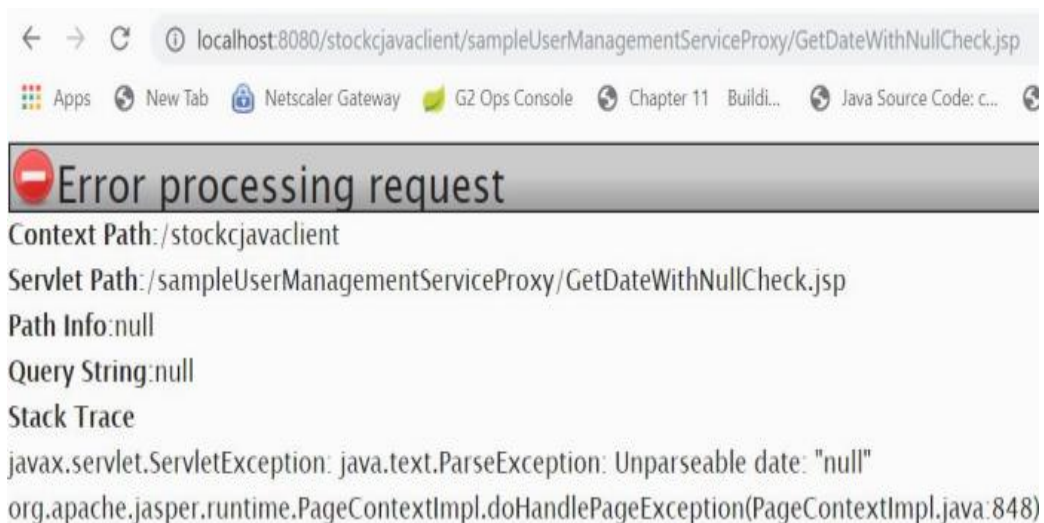 localhost:8080/stockcjavaclient/sampleUserManagementServiceProxy/GetDateWithNullCheck.jsp
Apps New Tab Netscaler Gateway G2 Ops Console Chapter 11 Buildi... Java Source Code: c...
Error processing request
Context Path:/stockcjavaclient
Servlet Path:/sampleUserManagementServiceProxy/GetDateWithNullCheck.jsp
Path Info:null
Query String:null
Stack Trace
javax.servlet.ServletException: java.text.ParseException: Unparseable date: "null"
org.apache.jasper.runtime.PageContextImpl.doHandlePageException(PageContextImpl.java:848)